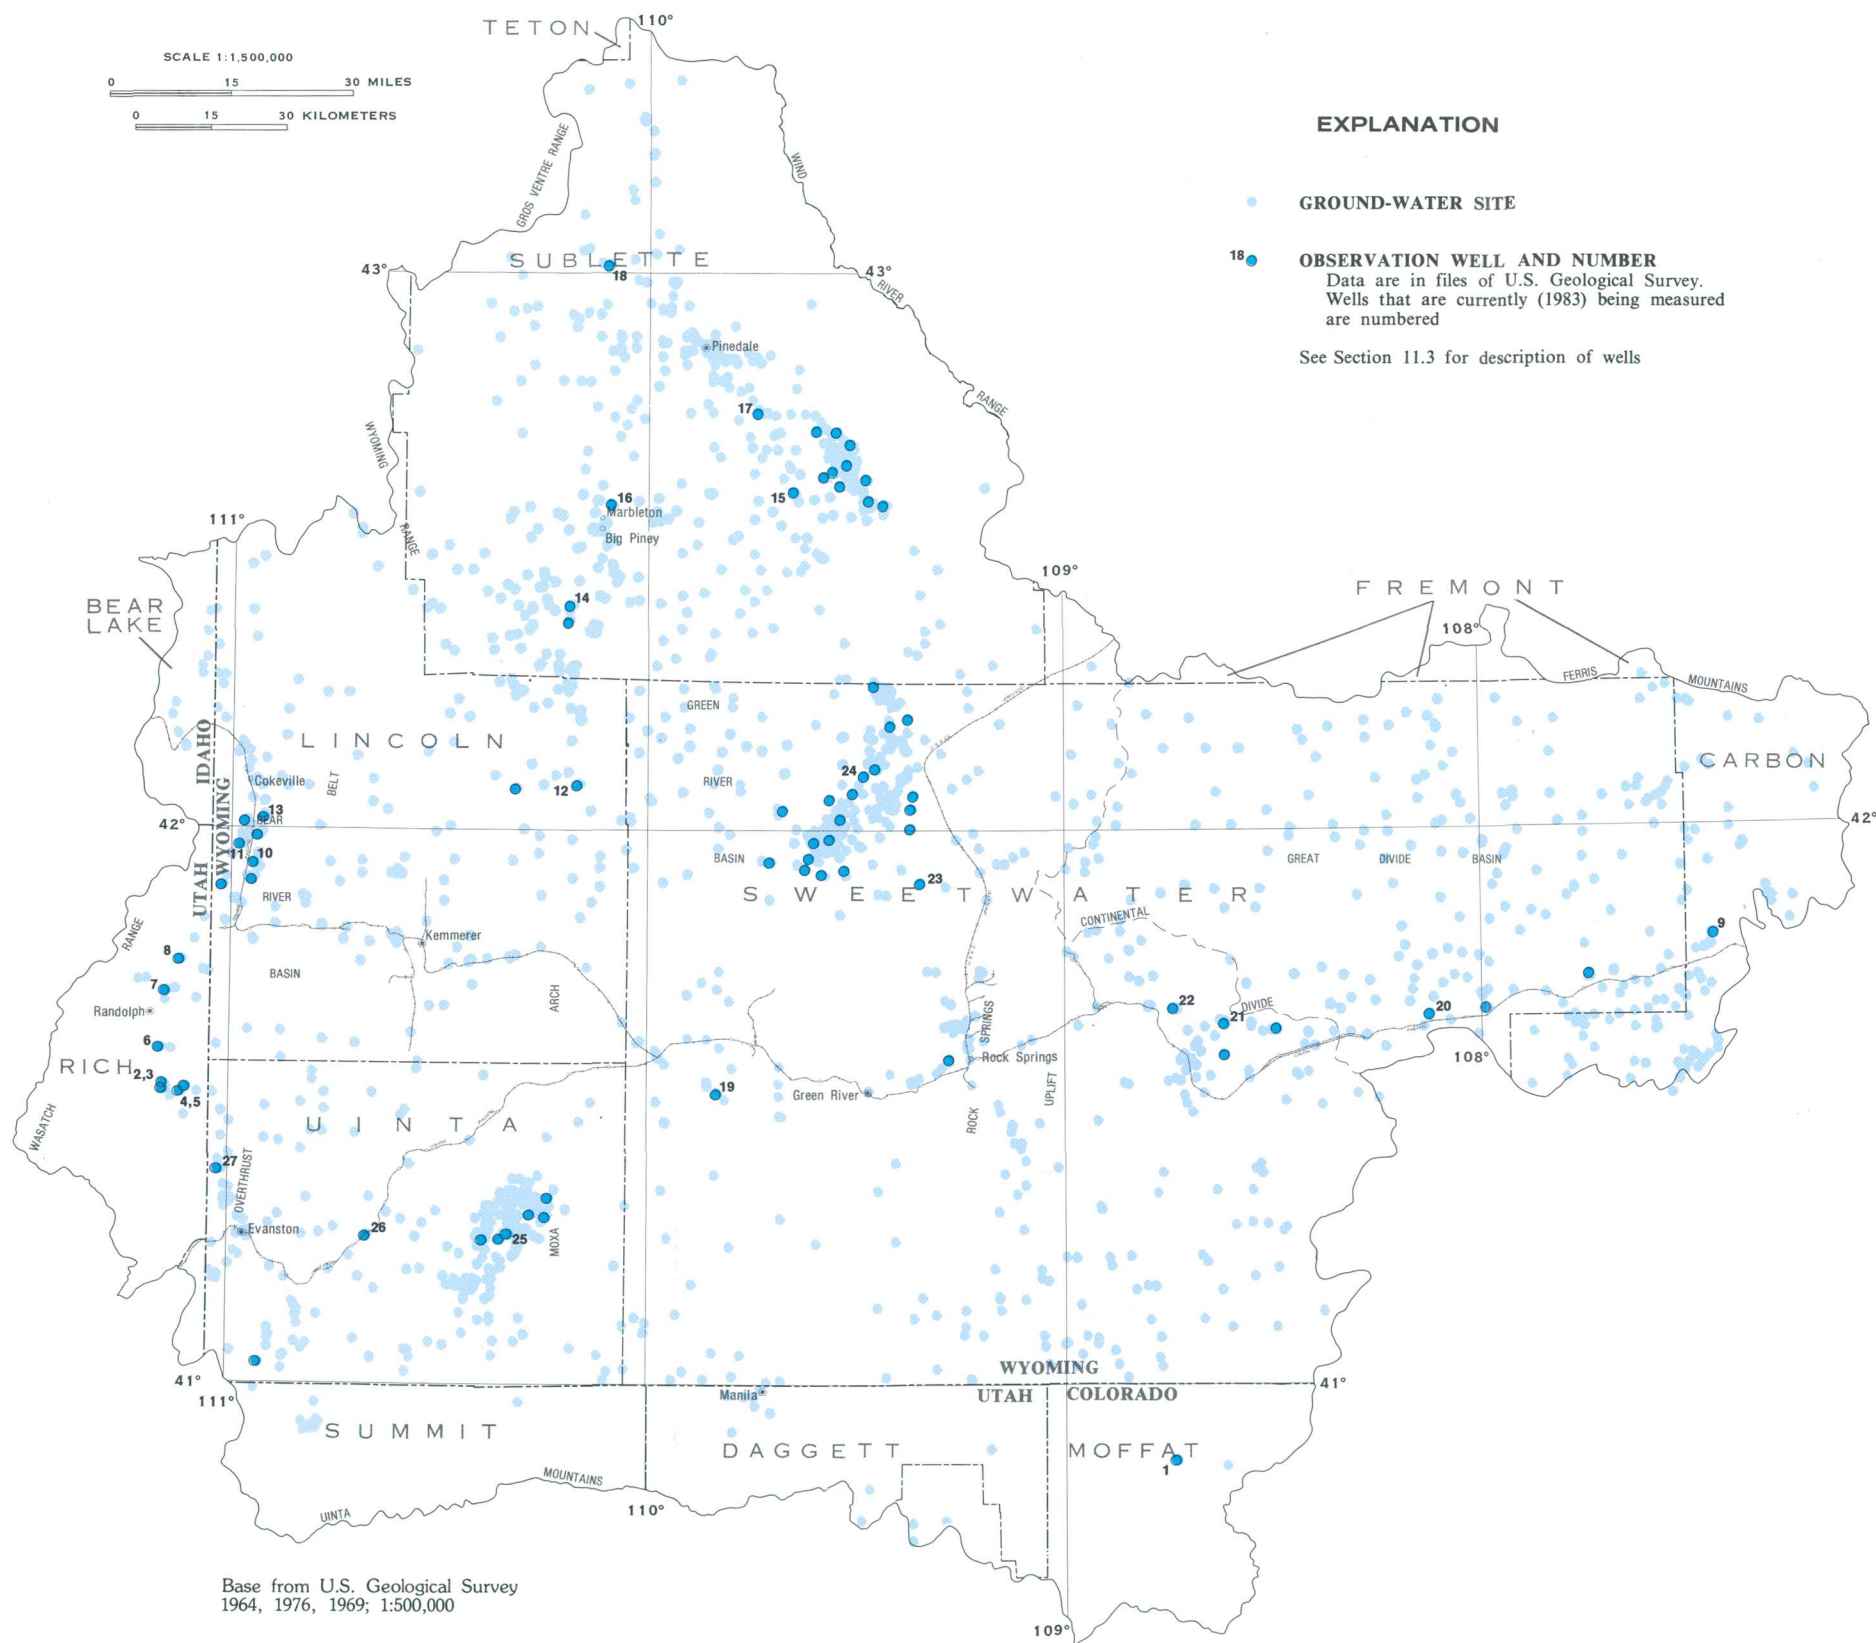 TETON
110°
SCALE 1:1,500,000
0 15 30 MILES
0 15 30 KILOMETERS
EXPLANATION
GROUND-WATER SITE
18 OBSERVATION WELL AND NUMBER
Data are in files of U.S. Geological Survey.
Wells that are currently (1983) being measured
are numbered
See Section 11.3 for description of wells
GROS VENTRE RANGE
WIND
RIVER
RANGE
SUBLETTE
43°
43°
18
Pinedale
17
WYOMING
RANGE
15
16
Marbleton
Big Piney
111°
109°
14
BEAR
LAKE
FREMONT
108°
FERRIS
MOUNTAINS
GREEN
LINCOLN
IDAHO
WYOMING
Cokeville
BELT
12
RIVER
24
CARBON
13
BEAR
42°
42°
11
10
BASIN
GREAT
DIVIDE
BASIN
UTAH
RIVER
23
SWEETWATER
CONTINENTAL
RANGE
Kemmerer
9
8
BASIN
7
ARCH
22
DIVIDE
20
Randolph
21
SPRINGS
6
Rock Springs
108°
RICH
2,3
4,5
19
Green River
UPLIFT
ROCK
WASATCH
UINTA
27
OVERTHRUST
Evanston
26
25
MOXA
WYOMING
41°
41°
111°
Manila
UTAH
COLORADO
SUMMIT
DAGGETT
MOFFAT
1
MOUNTAINS
UINTA
110°
109°
Base from U.S. Geological Survey
1964, 1976, 1969; 1:500,000